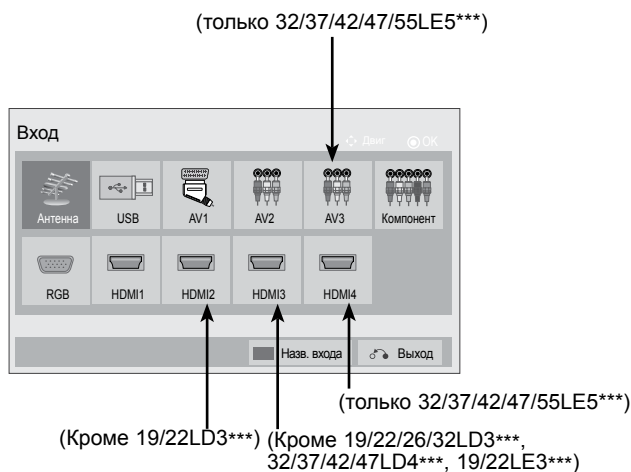 (только 32/37/42/47/55LE5***)
Вход
Двиг. OK
Антенна USB AV1 AV2 AV3 Компонент
RGB HDMI1 HDMI2 HDMI3 HDMI4
Назв. входа Выход
(только 32/37/42/47/55LE5***)
(Кроме 19/22LD3***) (Кроме 19/22/26/32LD3***,
32/37/42/47LD4***, 19/22LE3***)